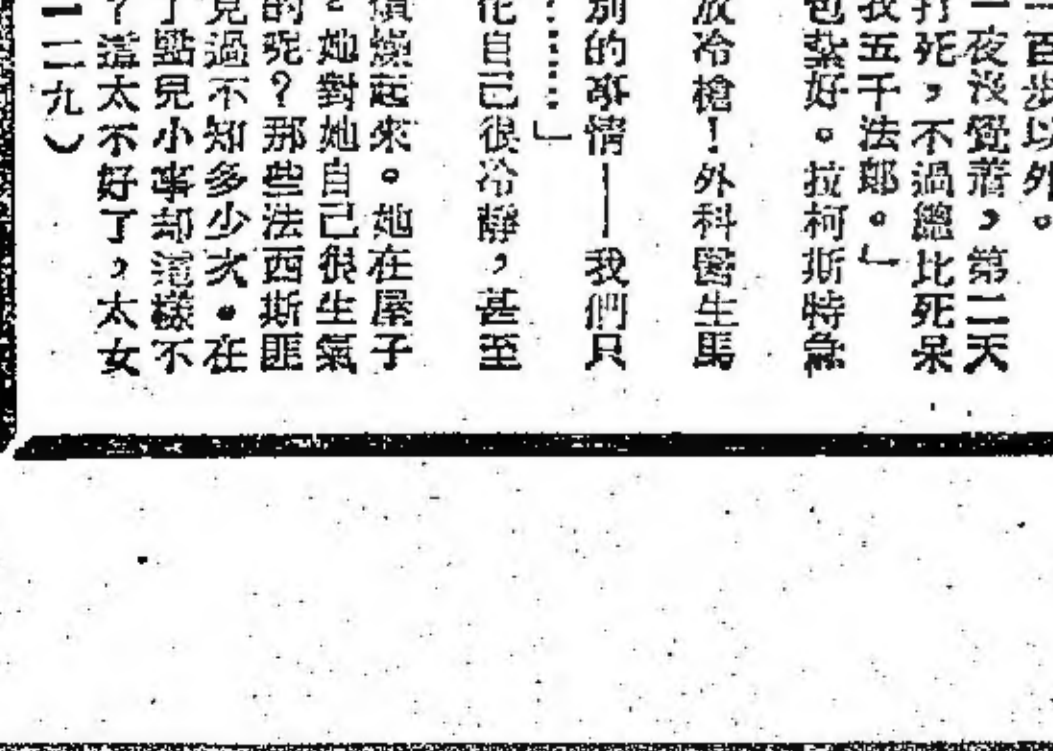 百步以外。
一夜沒覺着,第二天
打死,不過總比死呆
我五千法郎。」
包紮好。拉柯斯特急
放冷槍!外科醫生馬
別的事情——我們只
……」
自己很冷靜,甚至
燒起來。她在屋子
她對她自己很生氣
的呢?那些法西斯匪
見過不知多少次。在
了點兒小事却這樣不
?這太不好了,太女
一二九)